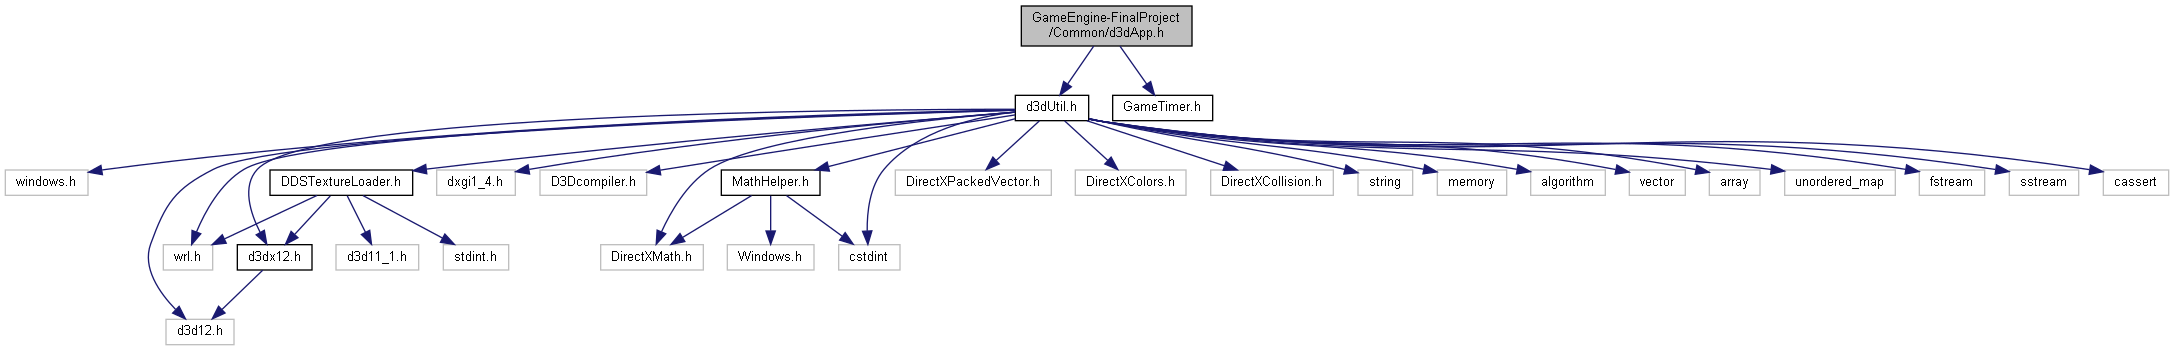 GameEngine-FinalProject
/Common/d3dApp.h
d3dUtil.h
GameTimer.h
windows.h
DDSTextureLoader.h
dxgi1_4.h
D3Dcompiler.h
MathHelper.h
DirectXPackedVector.h
DirectXColors.h
DirectXCollision.h
string
memory
algorithm
vector
array
unordered_map
fstream
sstream
cassert
wrl.h
d3dx12.h
d3d11_1.h
stdint.h
DirectXMath.h
Windows.h
cstdint
d3d12.h